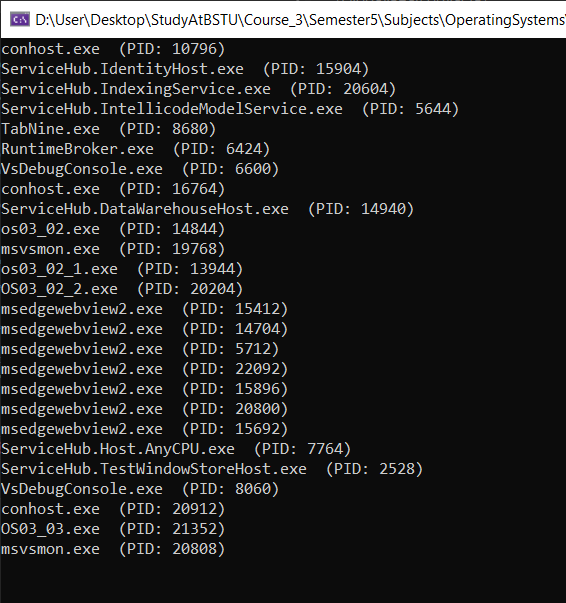 D:\User\Desktop\StudyAtBSTU\Course_3\Semester5\Subjects\OperatingSystems\
conhost.exe  (PID: 10796)
ServiceHub.IdentityHost.exe  (PID: 15904)
ServiceHub.IndexingService.exe  (PID: 20604)
ServiceHub.IntellicodeModelService.exe  (PID: 5644)
TabNine.exe  (PID: 8680)
RuntimeBroker.exe  (PID: 6424)
VsDebugConsole.exe  (PID: 6600)
conhost.exe  (PID: 16764)
ServiceHub.DataWarehouseHost.exe  (PID: 14940)
os03_02.exe  (PID: 14844)
msvsmon.exe  (PID: 19768)
os03_02_1.exe  (PID: 13944)
OS03_02_2.exe  (PID: 20204)
msedgewebview2.exe  (PID: 15412)
msedgewebview2.exe  (PID: 14704)
msedgewebview2.exe  (PID: 5712)
msedgewebview2.exe  (PID: 22092)
msedgewebview2.exe  (PID: 15896)
msedgewebview2.exe  (PID: 20800)
msedgewebview2.exe  (PID: 15692)
ServiceHub.Host.AnyCPU.exe  (PID: 7764)
ServiceHub.TestWindowStoreHost.exe  (PID: 2528)
VsDebugConsole.exe  (PID: 8060)
conhost.exe  (PID: 20912)
OS03_03.exe  (PID: 21352)
msvsmon.exe  (PID: 20808)